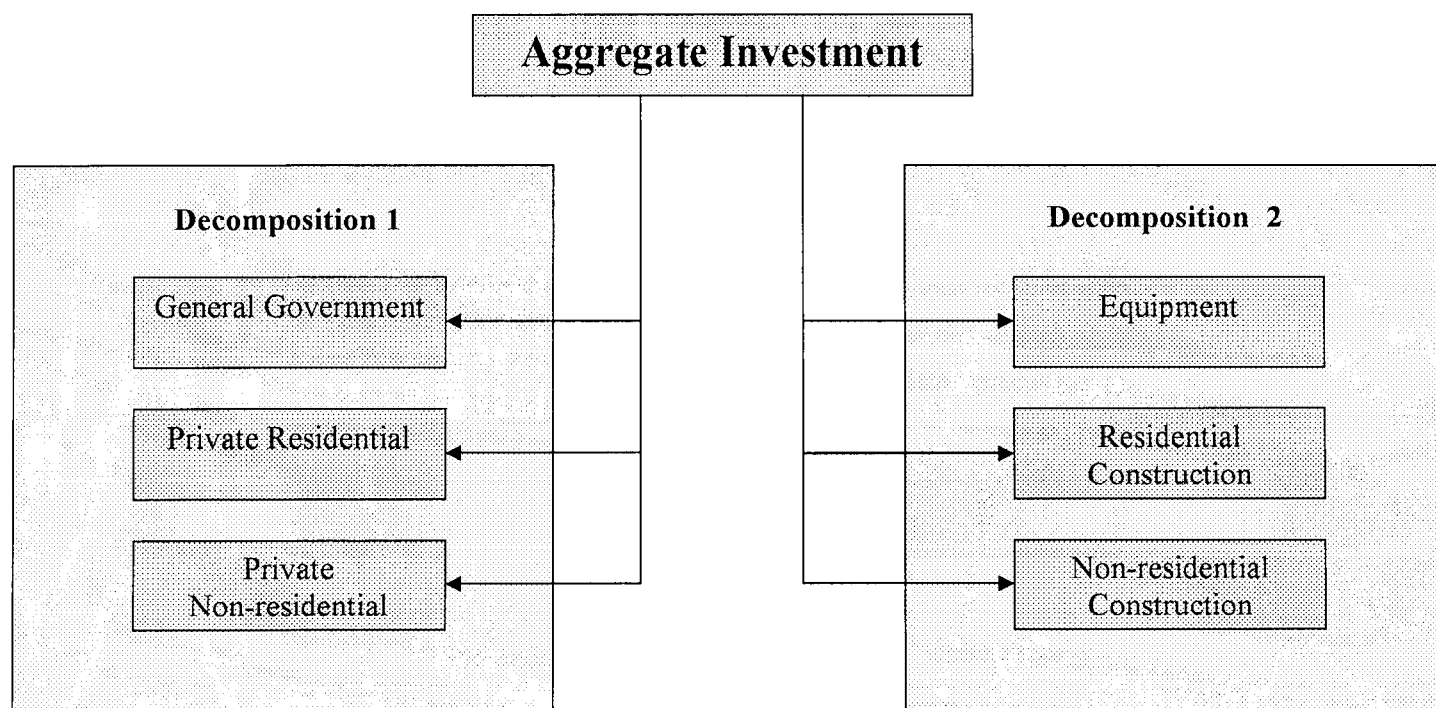 Aggregate Investment
Decomposition 1
General Government
Private Residential
Private
Non-residential
Decomposition 2
Equipment
Residential
Construction
Non-residential
Construction